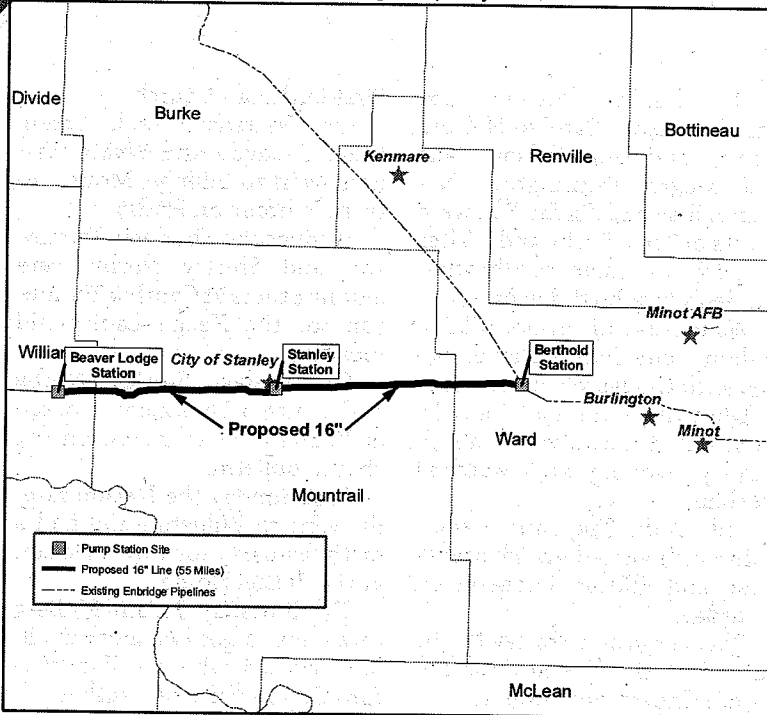 Divide
Burke
Bottineau
Kenmare
Renville
Minot AFB
Beaver Lodge
Station
City of Stanley
Stanley
Station
Berthold
Station
Burlington
Proposed 16"
Ward
Minot
Mountrail
Pump Station Site
Proposed 16" Line (55 Miles)
Existing Enbridge Pipelines
McLean